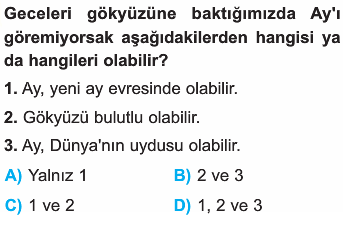 Geceleri gökyüzüne baktığımızda Ay'ı
göremiyorsak aşağıdakilerden hangisi ya
da hangileri olabilir?
1. Ay, yeni ay evresinde olabilir.
2. Gökyüzü bulutlu olabilir.
3. Ay, Dünya'nın uydusu olabilir.
A) Yalnız 1 B) 2 ve 3
C) 1 ve 2 D) 1, 2 ve 3